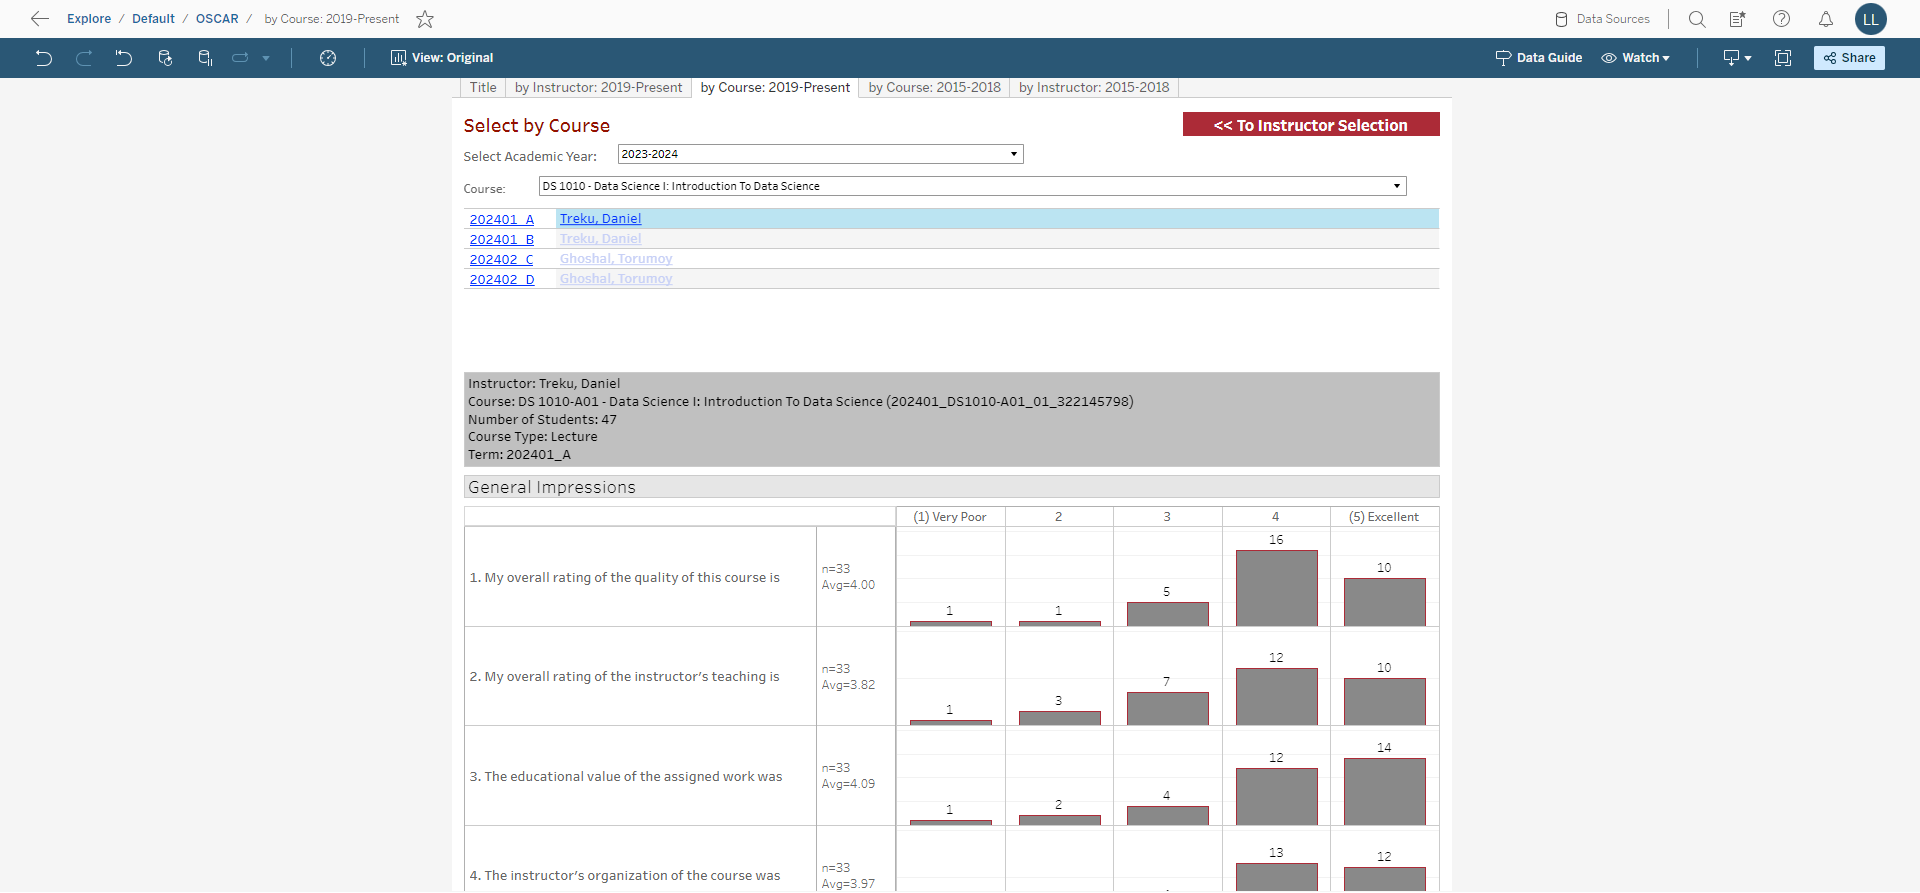 Explore / Default / OSCAR / by Course: 2019-Present
Data Sources
LL
View: Original
Data Guide
Watch
Share
Title
by Instructor: 2019-Present
by Course: 2019-Present
by Course: 2015-2018
by Instructor: 2015-2018
Select by Course
<< To Instructor Selection
Select Academic Year:
2023-2024
Course:
DS 1010 - Data Science I: Introduction To Data Science
202401_A Treku, Daniel
202401_B Treku, Daniel
202402_C Ghoshal, Torumoy
202402_D Ghoshal, Torumoy
Instructor: Treku, Daniel
Course: DS 1010-A01 - Data Science I: Introduction To Data Science (202401_DS1010-A01_01_322145798)
Number of Students: 47
Course Type: Lecture
Term: 202401_A
General Impressions
(1) Very Poor 2 3 4 (5) Excellent
1. My overall rating of the quality of this course is
n=33
Avg=4.00
1 1 5 16 10
2. My overall rating of the instructor's teaching is
n=33
Avg=3.82
1 3 7 12 10
3. The educational value of the assigned work was
n=33
Avg=4.09
1 2 4 12 14
4. The instructor's organization of the course was
n=33
Avg=3.97
13 12